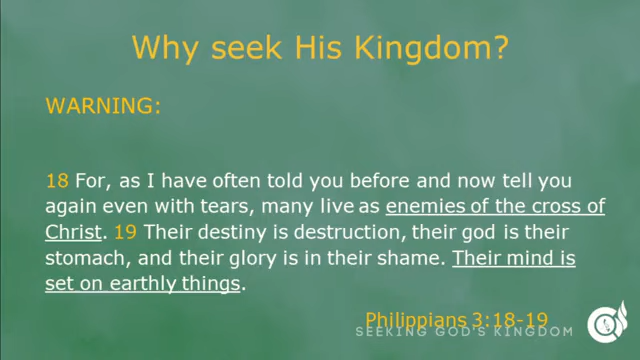 Why seek His Kingdom?
WARNING:
18 For, as I have often told you before and now tell you
again even with tears, many live as enemies of the cross of
Christ. 19 Their destiny is destruction, their god is their
stomach, and their glory is in their shame. Their mind is
set on earthly things.
Philippians 3:18-19
SEEKING GOD'S KINGDOM